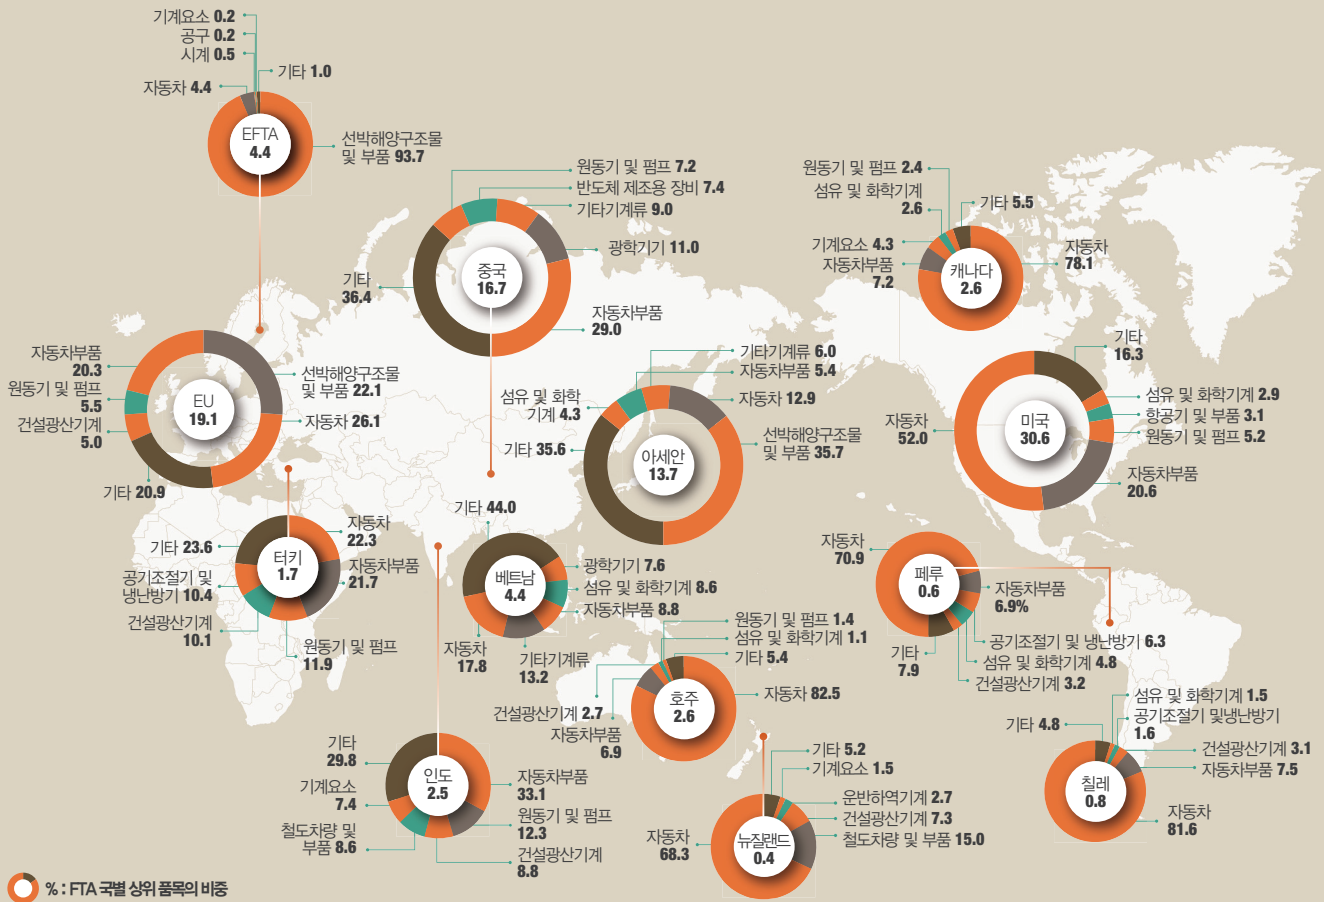 기계요소 0.2
공구 0.2
시계 0.5
자동차 4.4
기타 1.0
EFTA
4.4
선박해양구조물
및 부품 93.7
원동기 및 펌프 7.2
반도체 제조용 장비 7.4
기타기계류 9.0
광학기기 11.0
중국
16.7
기타
36.4
자동차부품
29.0
원동기 및 펌프 2.4
섬유 및 화학기계
2.6
기계요소 4.3
자동차부품
7.2
기타 5.5
자동차
78.1
캐나다
2.6
자동차부품
20.3
원동기 및 펌프
5.5
건설광산기계
5.0
기타 20.9
EU
19.1
선박해양구조물
및 부품 22.1
자동차 26.1
기타기계류 6.0
자동차부품 5.4
섬유 및 화학
기계 4.3
자동차 12.9
기타 35.6
아세안
13.7
선박해양구조물
및 부품 35.7
기타
16.3
섬유 및 화학기계 2.9
항공기 및 부품 3.1
원동기 및 펌프 5.2
자동차부품
20.6
자동차
52.0
미국
30.6
기타 23.6
공기조절기 및
냉난방기 10.4
건설광산기계
10.1
터키
1.7
자동차
22.3
자동차부품
21.7
원동기 및 펌프
11.9
기타 44.0
베트남
4.4
광학기기 7.6
섬유 및 화학기계 8.6
자동차부품 8.8
자동차
17.8
기타기계류
13.2
자동차
70.9
페루
0.6
자동차부품
6.9%
공기조절기 및 냉난방기 6.3
섬유 및 화학기계 4.8
건설광산기계 3.2
기타
7.9
원동기 및 펌프 1.4
섬유 및 화학기계 1.1
기타 5.4
호주
2.6
자동차 82.5
건설광산기계 2.7
자동차부품
6.9
기타
29.8
기계요소
7.4
철도차량 및
부품 8.6
인도
2.5
자동차부품
33.1
원동기 및 펌프
12.3
건설광산기계
8.8
기타 5.2
기계요소 1.5
운반하역기계 2.7
건설광산기계 7.3
철도차량 및 부품 15.0
자동차
68.3
뉴질랜드
0.4
섬유 및 화학기계 1.5
공기조절기 및냉난방기
1.6
기타 4.8
건설광산기계 3.1
자동차부품 7.5
칠레
0.8
자동차
81.6
% : FTA 국별 상위 품목의 비중